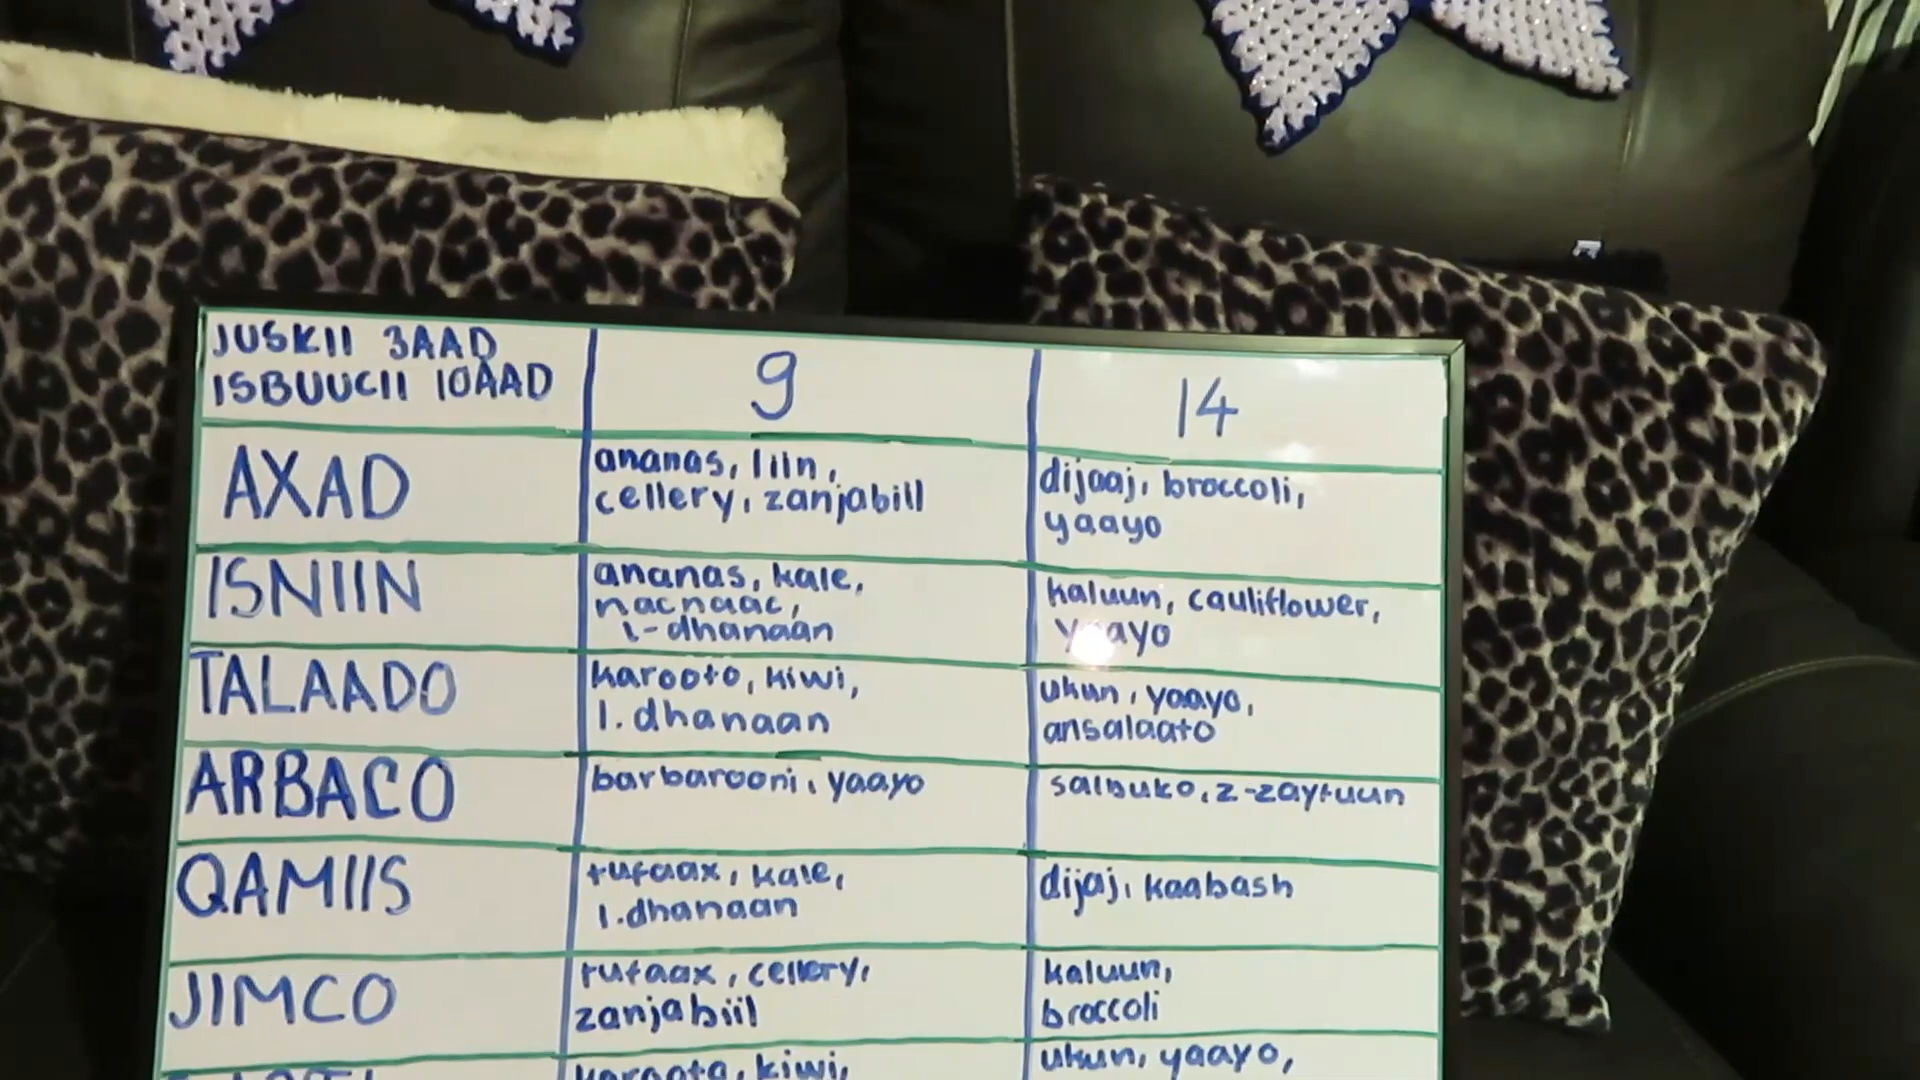 JUSKII 3AAD
ISBUUCII 10AAD
9
14
AXAD
ananas, liin,
cellery, zanjabill
dijaaj, broccoli,
yaayo
ISNIIN
ananas, kale,
nacnaac,
l-dhanaan
kaluun, cauliflower,
yaayo
TALAADO
karooto, kiwi,
l.dhanaan
ukun, yaayo,
ansalaato
ARBACO
barbarooni, yaayo
salbuko, z-zaytuun
QAMIIS
tufaax, kale,
l.dhanaan
dijaj, kaabash
JIMCO
tufaax, cellery,
zanjabiil
kaluun,
broccoli
kiwi,
ukun, yaayo,